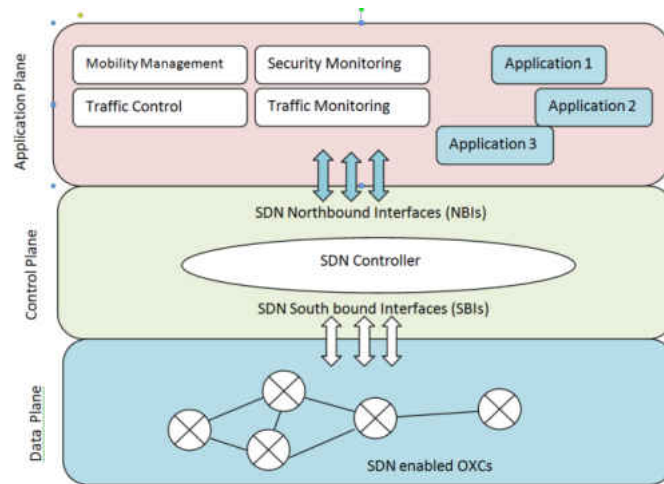 Application Plane
Mobility Management
Security Monitoring
Application 1
Traffic Control
Traffic Monitoring
Application 2
Application 3
Control Plane
SDN Northbound Interfaces (NBIs)
SDN Controller
SDN South bound Interfaces (SBIs)
Data Plane
SDN enabled OXCs